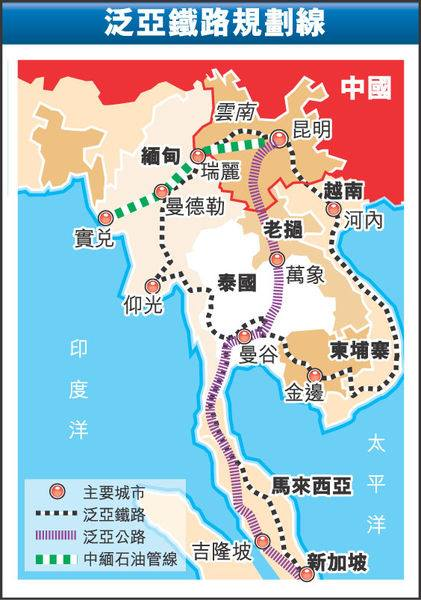 泛亞鐵路規劃線
中國
雲南
昆明
緬甸
瑞麗
越南
曼德勒
河內
實兌
老撾
萬象
泰國
仰光
印度洋
曼谷
柬埔寨
金邊
太平洋
馬來西亞
主要城市
泛亞鐵路
泛亞公路
中緬石油管線
吉隆坡
新加坡